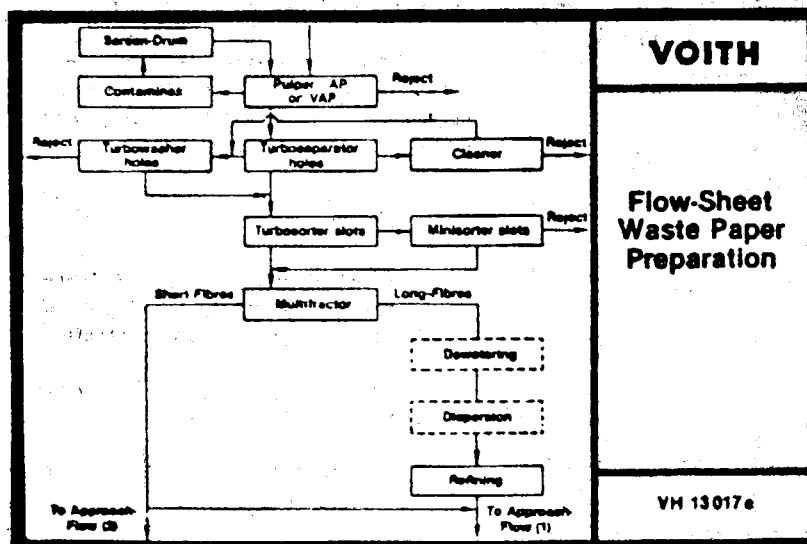 VOITH
Flow-Sheet
Waste Paper
Preparation
VH 13017e
Screen-Drum
Contaminex
Pulper AP
or VAP
Reject
Reject
Turbowasher
holes
Turboseparator
holes
Cleaner
Reject
Turbosorter slots
Minisorter slots
Reject
Short Fibres
Multifractor
Long-Fibres
Dewatering
Dispersion
Refining
To Approach-
Flow (2)
To Approach-
Flow (1)